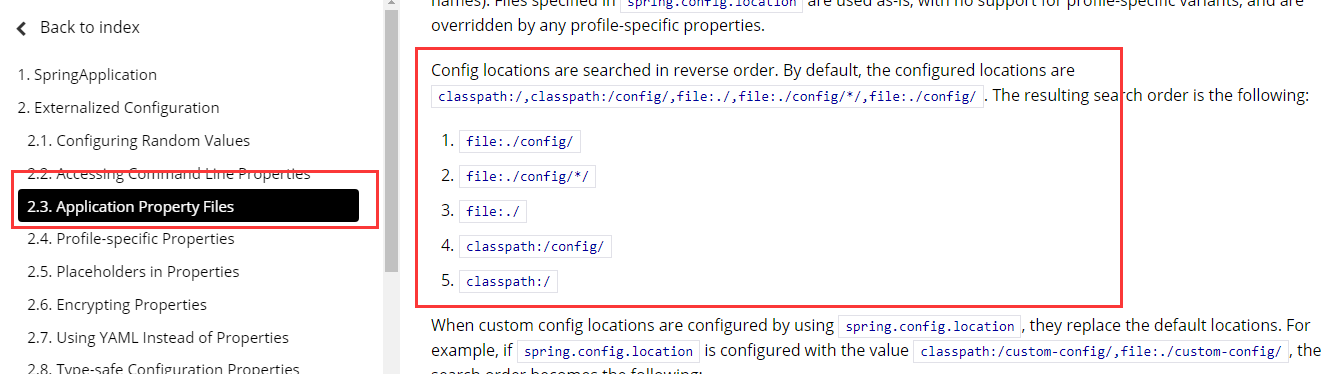 Back to index
1. SpringApplication
2. Externalized Configuration
2.1. Configuring Random Values
2.2. Accessing Command Line Properties
2.3. Application Property Files
2.4. Profile-specific Properties
2.5. Placeholders in Properties
2.6. Encrypting Properties
2.7. Using YAML Instead of Properties
2.8. Type-safe Configuration Properties
names). Files specified in spring.config.location are used as-is, with no support for profile-specific variants, and are
overridden by any profile-specific properties.
Config locations are searched in reverse order. By default, the configured locations are
classpath:/,classpath:/config/,file:./,file:./config/*/,file:./config/ . The resulting search order is the following:
1. file:./config/
2. file:./config/*/
3. file:./
4. classpath:/config/
5. classpath:/
When custom config locations are configured by using spring.config.location , they replace the default locations. For
example, if spring.config.location is configured with the value classpath:/custom-config/,file:./custom-config/ , the
search order becomes the following: